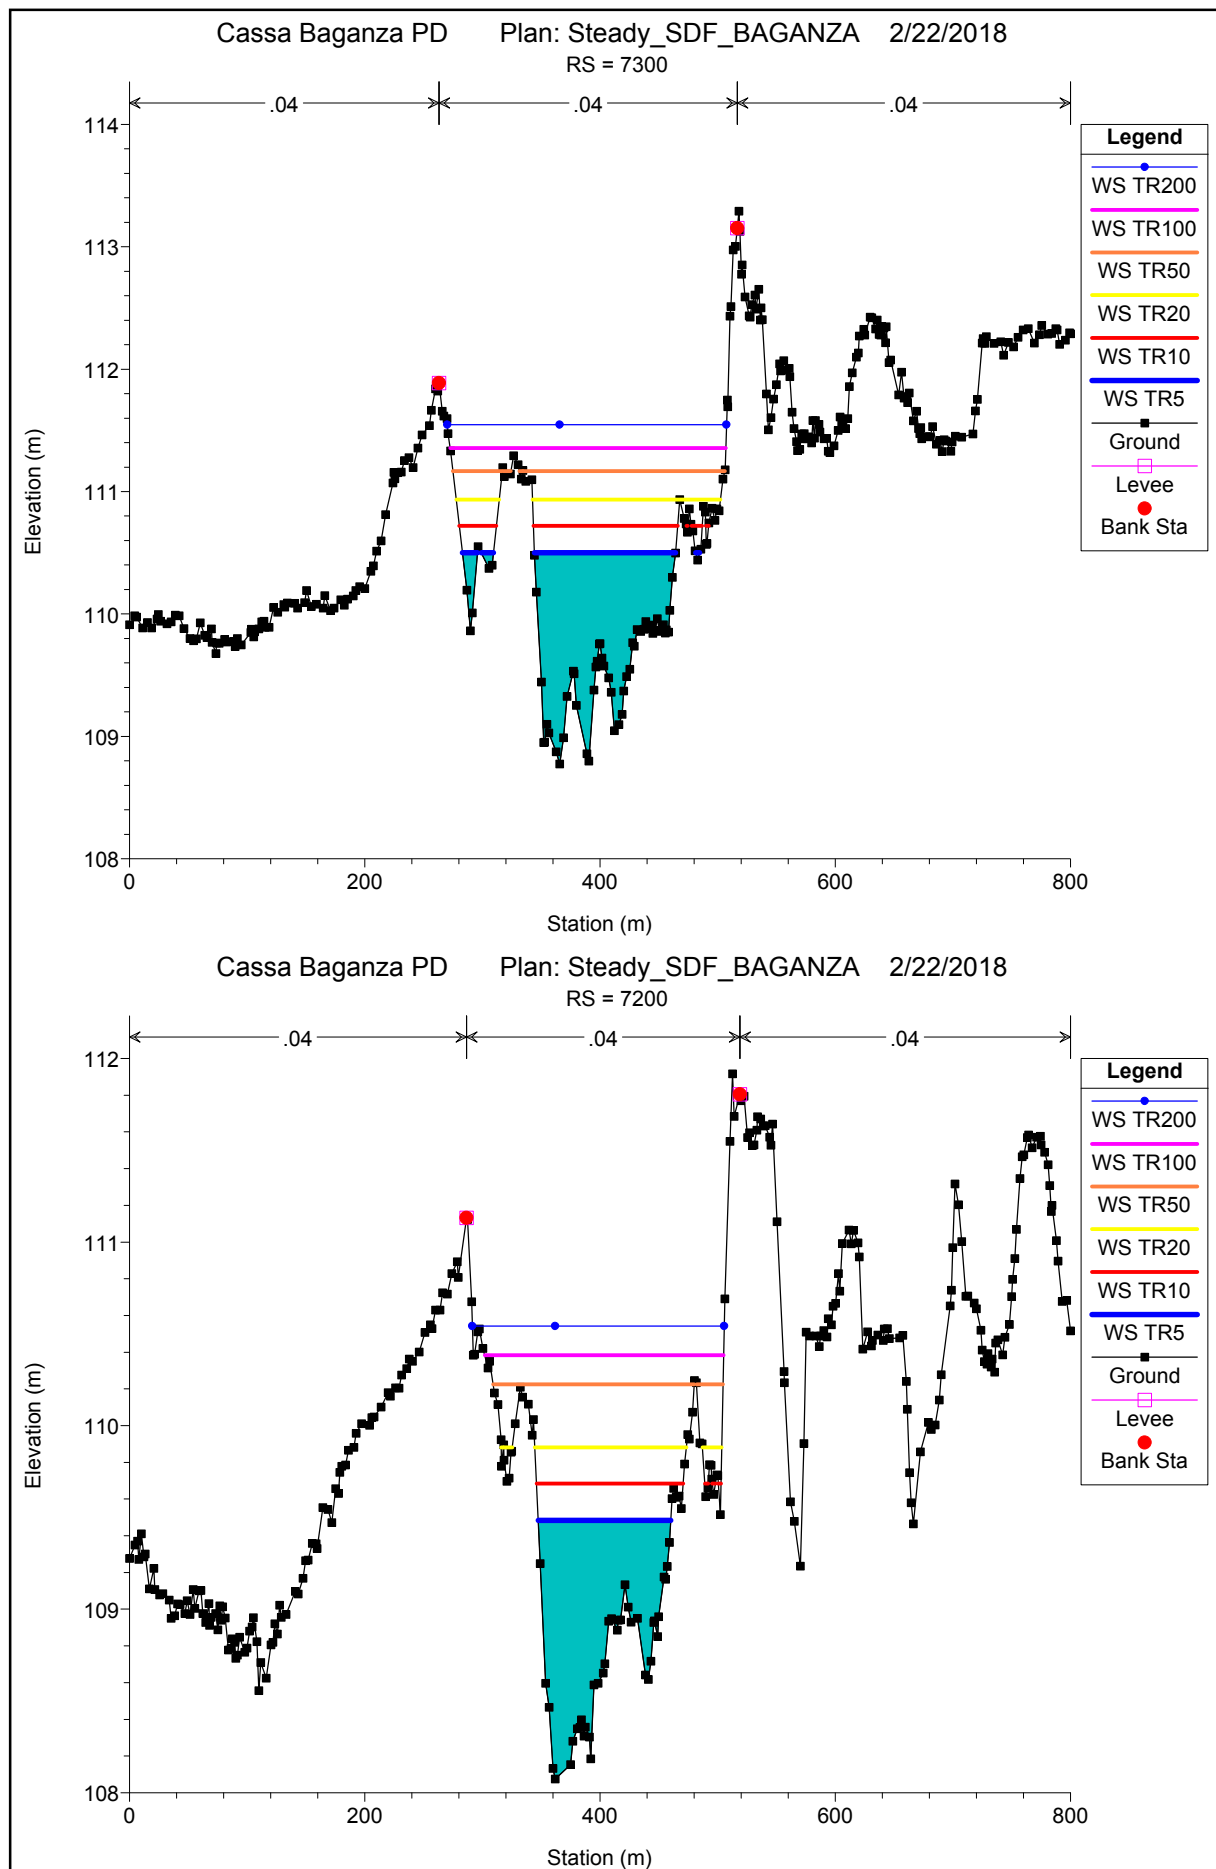 Cassa Baganza PD Plan: Steady_SDF_BAGANZA 2/22/2018
RS = 7300
.04 .04 .04
114
113
112
111
110
109
108
Elevation (m)
0 200 400 600 800
Station (m)
Legend
WS TR200
WS TR100
WS TR50
WS TR20
WS TR10
WS TR5
Ground
Levee
Bank Sta
Cassa Baganza PD Plan: Steady_SDF_BAGANZA 2/22/2018
RS = 7200
.04 .04 .04
112
111
110
109
108
Elevation (m)
0 200 400 600 800
Station (m)
Legend
WS TR200
WS TR100
WS TR50
WS TR20
WS TR10
WS TR5
Ground
Levee
Bank Sta